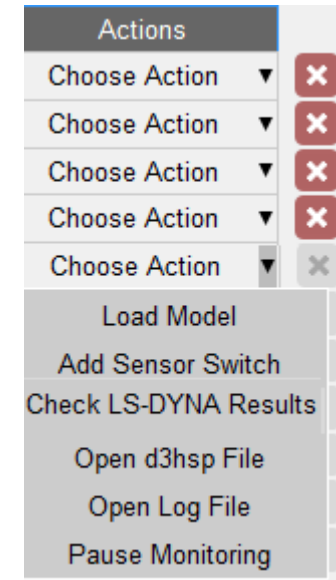 Actions
Choose Action
Choose Action
Choose Action
Choose Action
Choose Action
Load Model
Add Sensor Switch
Check LS-DYNA Results
Open d3hsp File
Open Log File
Pause Monitoring